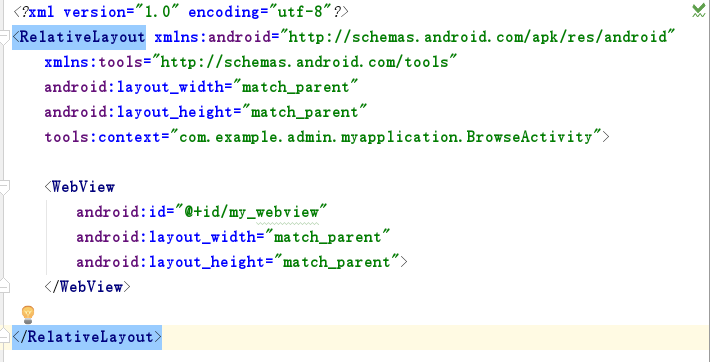 <?xml version="1.0" encoding="utf-8"?>
<RelativeLayout xmlns:android="http://schemas.android.com/apk/res/android"
    xmlns:tools="http://schemas.android.com/tools"
    android:layout_width="match_parent"
    android:layout_height="match_parent"
    tools:context="com.example.admin.myapplication.BrowseActivity">

    <WebView
        android:id="@+id/my_webview"
        android:layout_width="match_parent"
        android:layout_height="match_parent">
    </WebView>

</RelativeLayout>